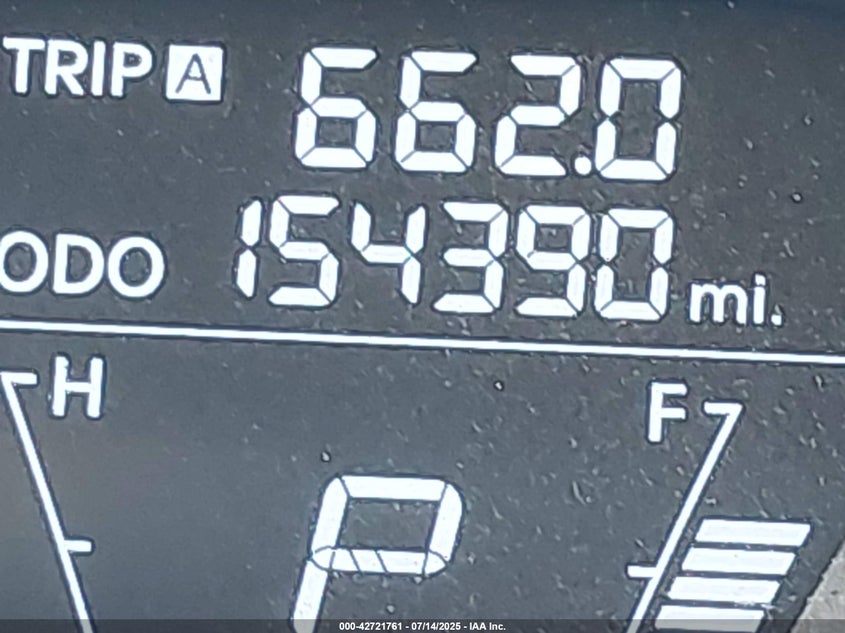 TRIP A 662.0
ODO 154390 mi.
H F
P
000-42721761 - 07/14/2025 - IAA Inc.